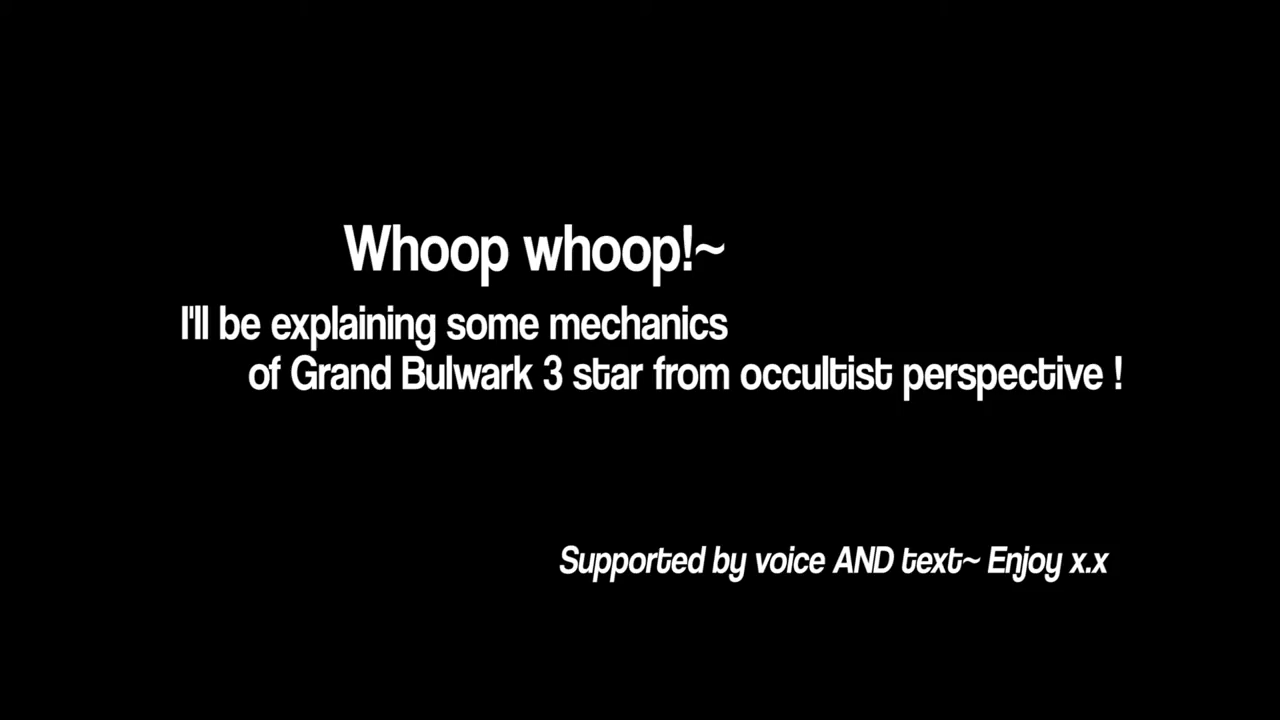 Whoop whoop!~
I'll be explaining some mechanics
of Grand Bulwark 3 star from occultist perspective !
Supported by voice AND text~ Enjoy x.x